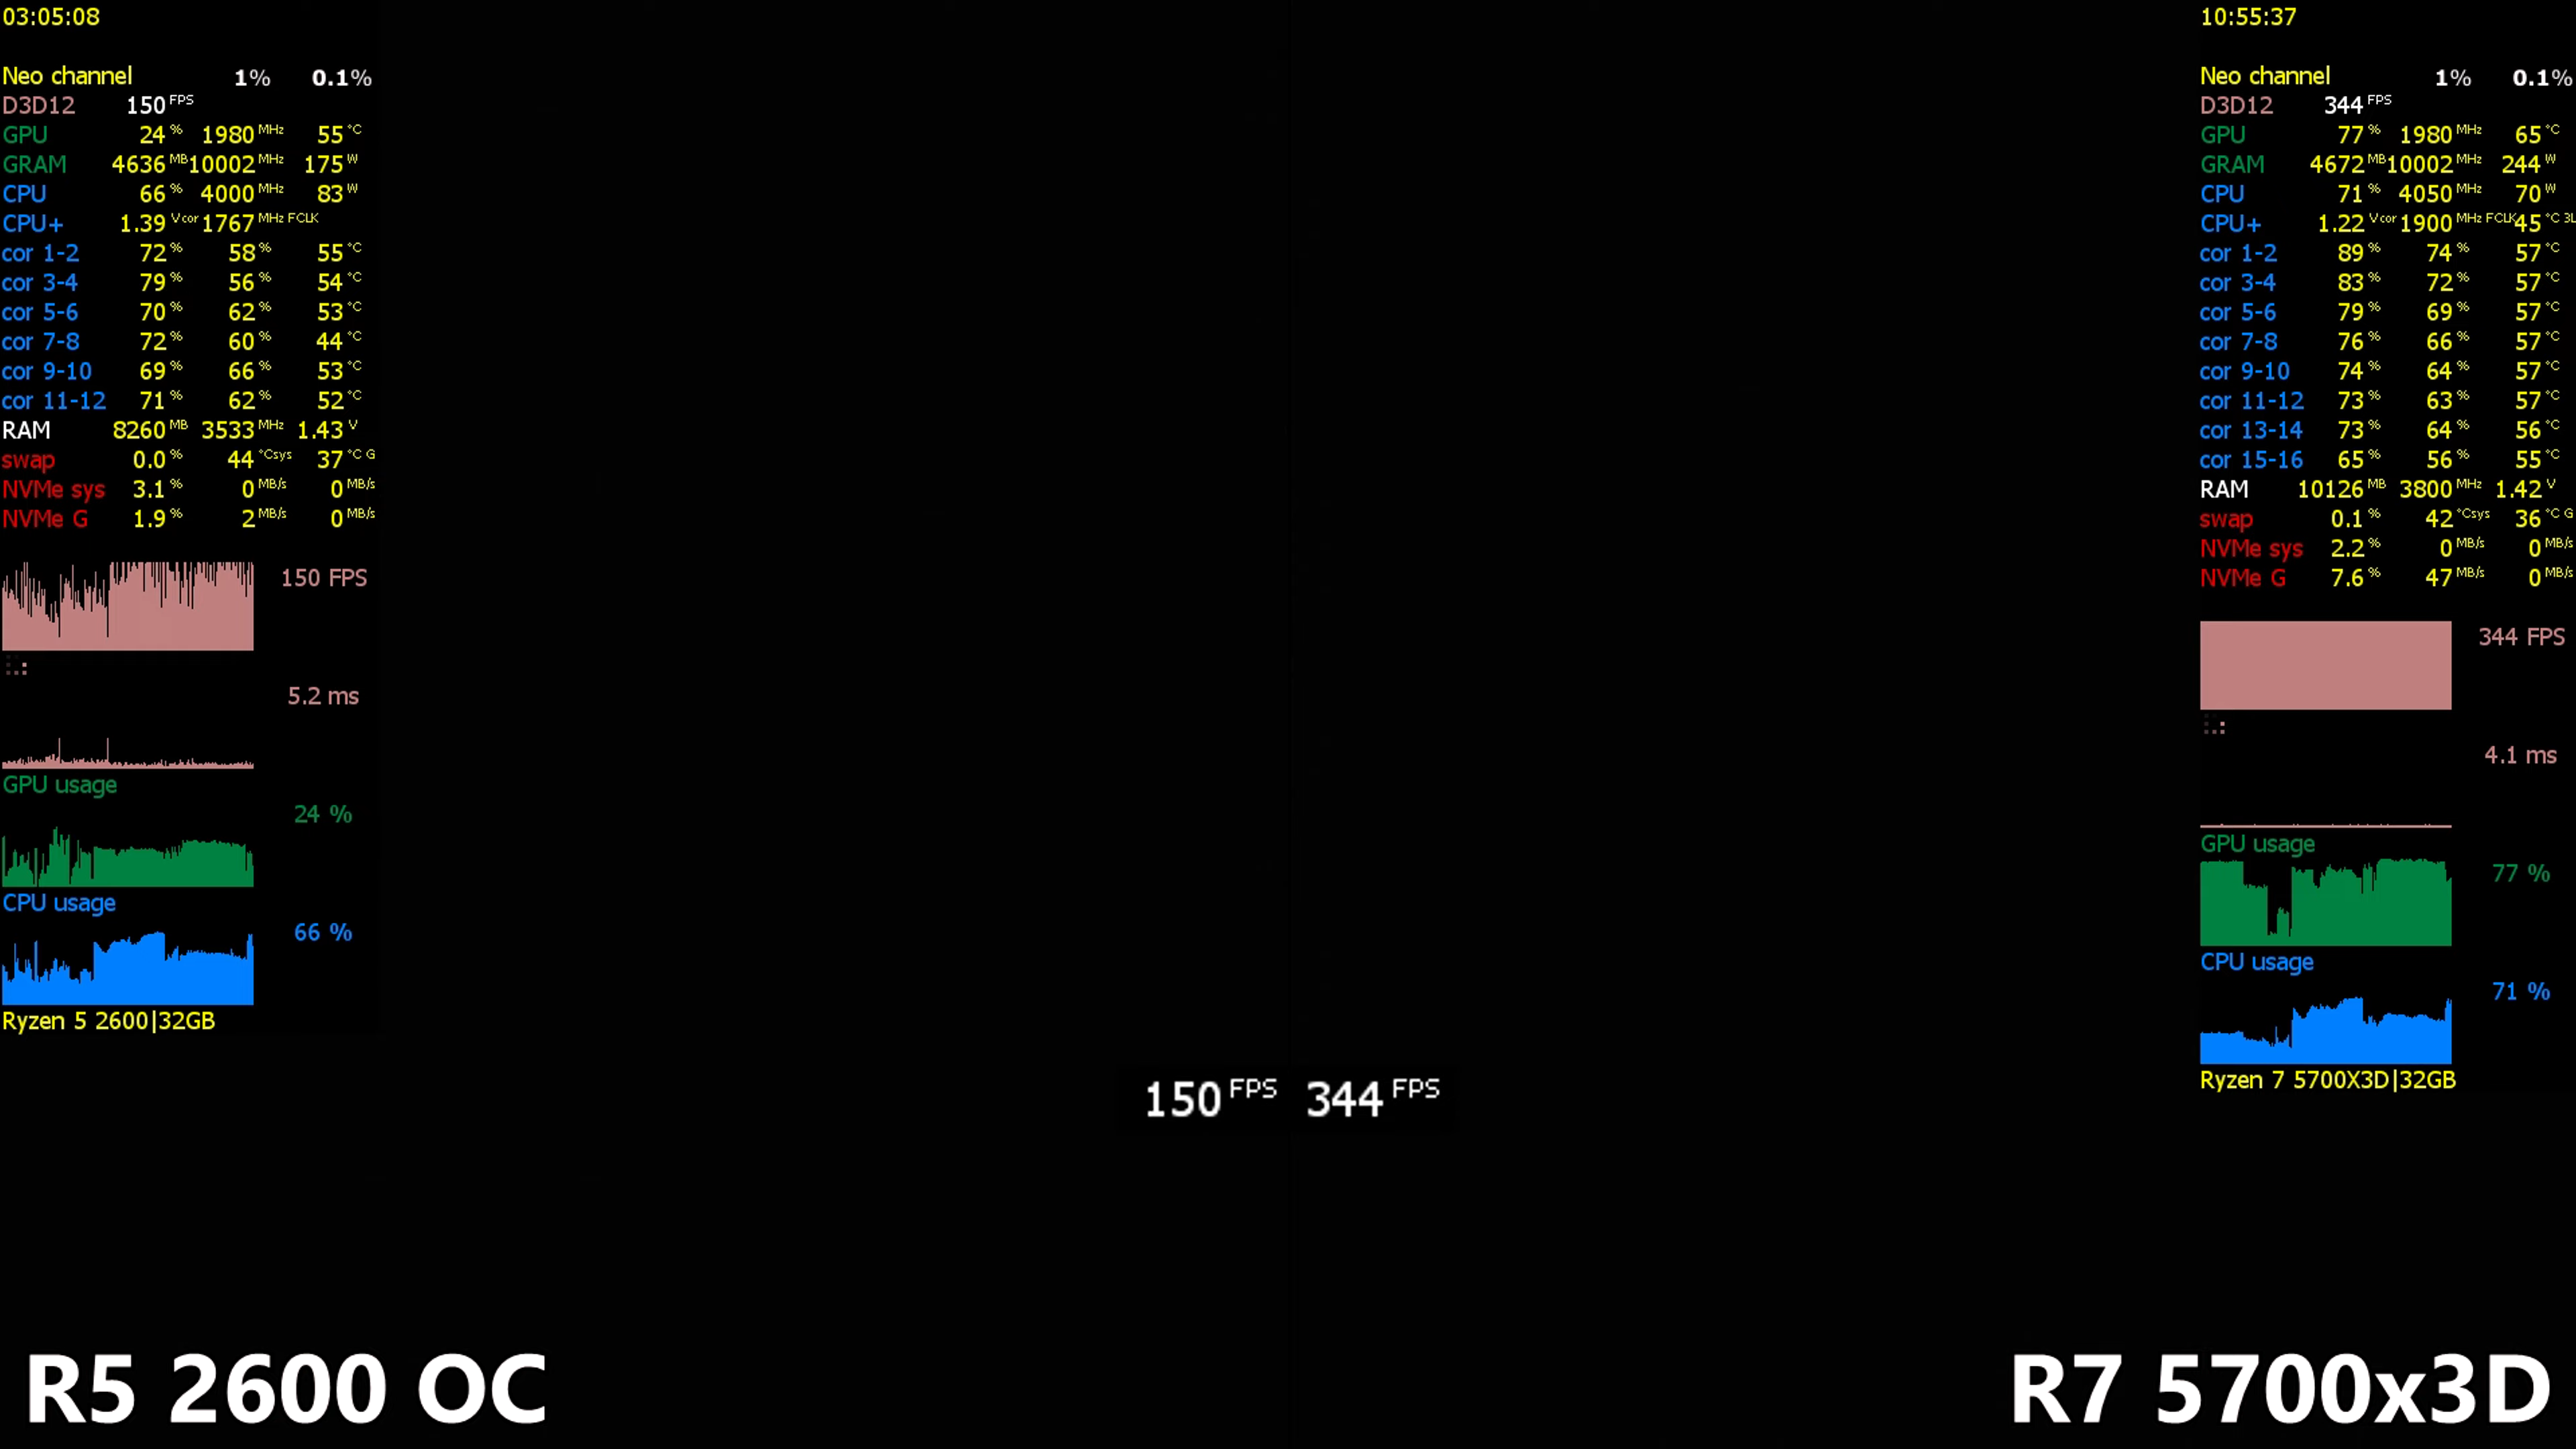 03:05:08
Neo channel 1% 0.1%
D3D12 150 FPS
GPU 24 % 1980 MHz 55 °C
GRAM 4636 MB 10002 MHz 175 W
CPU 66 % 4000 MHz 83 W
CPU+ 1.39 Vcor 1767 MHz FCLK
cor 1-2 72 % 58 % 55 °C
cor 3-4 79 % 56 % 54 °C
cor 5-6 70 % 62 % 53 °C
cor 7-8 72 % 60 % 44 °C
cor 9-10 69 % 66 % 53 °C
cor 11-12 71 % 62 % 52 °C
RAM 8260 MB 3533 MHz 1.43 V
swap 0.0 % 44 °Csys 37 °C G
NVMe sys 3.1 % 0 MB/s 0 MB/s
NVMe G 1.9 % 2 MB/s 0 MB/s
150 FPS
5.2 ms
GPU usage
24 %
CPU usage
66 %
Ryzen 5 2600|32GB
10:55:37
Neo channel 1% 0.1%
D3D12 344 FPS
GPU 77 % 1980 MHz 65 °C
GRAM 4672 MB 10002 MHz 244 W
CPU 71 % 4050 MHz 70 W
CPU+ 1.22 Vcor 1900 MHz FCLK 45 °C 3L
cor 1-2 89 % 74 % 57 °C
cor 3-4 83 % 72 % 57 °C
cor 5-6 79 % 69 % 57 °C
cor 7-8 76 % 66 % 57 °C
cor 9-10 74 % 64 % 57 °C
cor 11-12 73 % 63 % 57 °C
cor 13-14 73 % 64 % 56 °C
cor 15-16 65 % 56 % 55 °C
RAM 10126 MB 3800 MHz 1.42 V
swap 0.1 % 42 °Csys 36 °C G
NVMe sys 2.2 % 0 MB/s 0 MB/s
NVMe G 7.6 % 47 MB/s 0 MB/s
344 FPS
4.1 ms
GPU usage
77 %
CPU usage
71 %
Ryzen 7 5700X3D|32GB
150 FPS 344 FPS
R5 2600 OC
R7 5700x3D